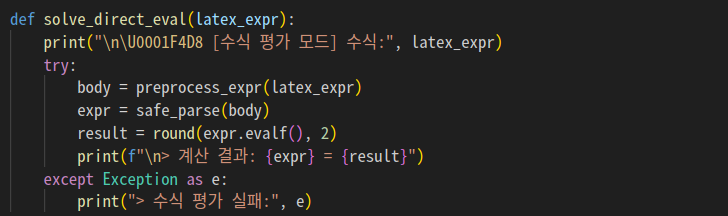 def solve_direct_eval(latex_expr):
    print("\n\U0001F4D8 [수식 평가 모드] 수식:", latex_expr)
    try:
        body = preprocess_expr(latex_expr)
        expr = safe_parse(body)
        result = round(expr.evalf(), 2)
        print(f"\n> 계산 결과: {expr} = {result}")
    except Exception as e:
        print("> 수식 평가 실패:", e)